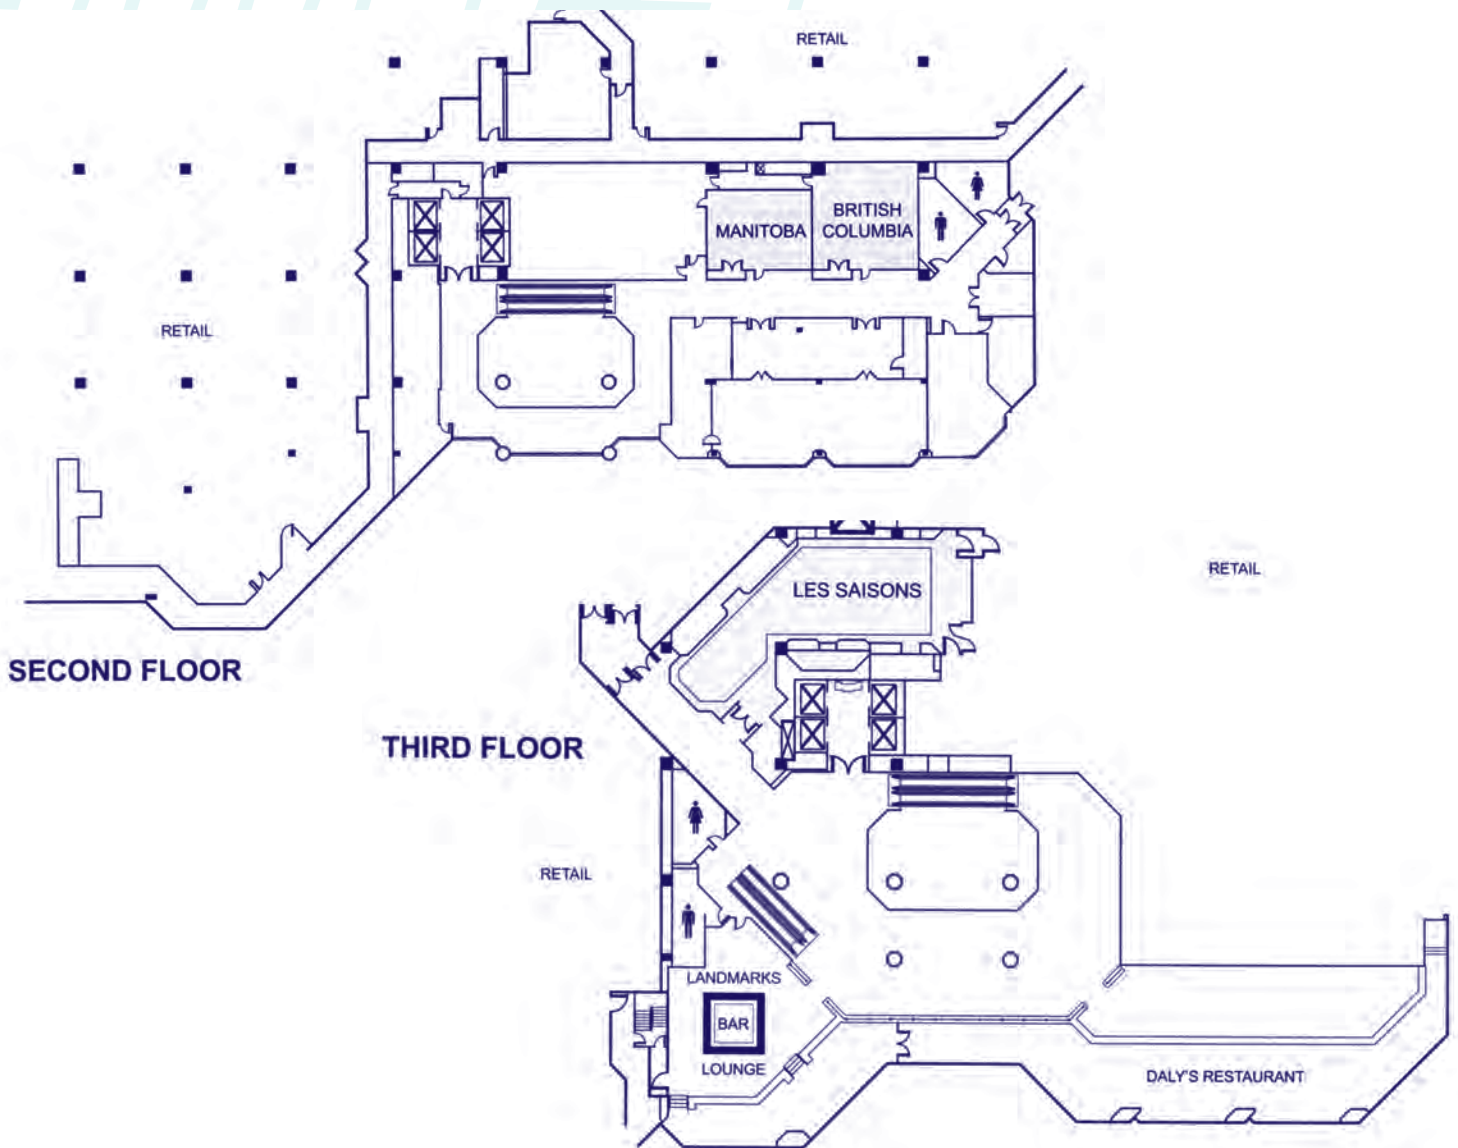 RETAIL
MANITOBA
BRITISH
COLUMBIA
RETAIL
SECOND FLOOR
RETAIL
LES SAISONS
THIRD FLOOR
RETAIL
LANDMARKS
BAR
LOUNGE
DALY'S RESTAURANT